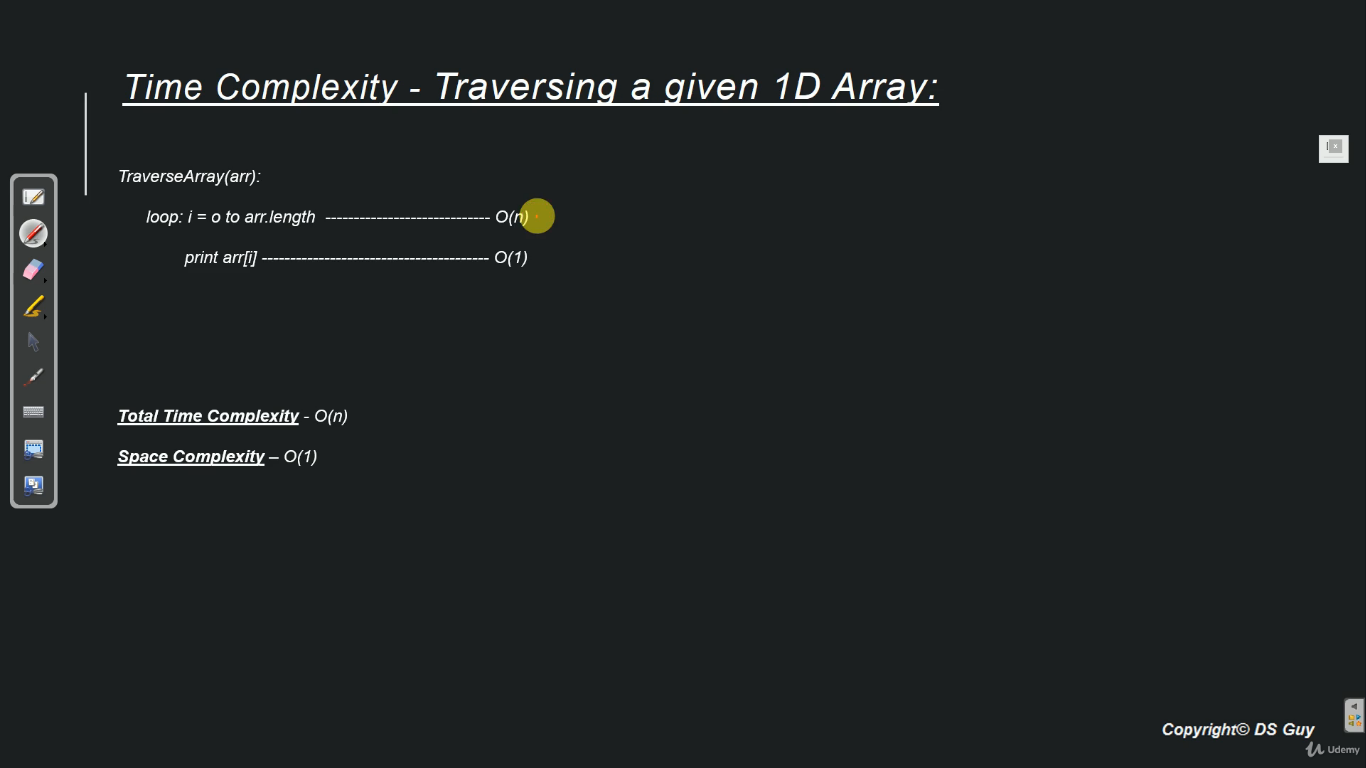 Time Complexity - Traversing a given 1D Array:
TraverseArray(arr):
loop: i = o to arr.length ----------------------------- O(n)
print arr[i] ---------------------------------------- O(1)
Total Time Complexity - O(n)
Space Complexity – O(1)
Copyright© DS Guy
Udemy